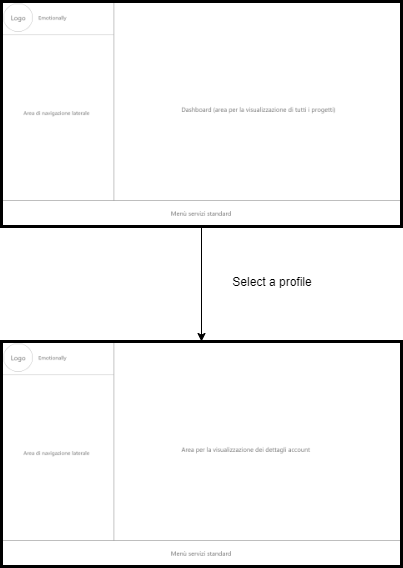 Logo
Emotionally
Area di navigazione laterale
Dashboard (area per la visualizzazione di tutti i progetti)
Menù servizi standard
Select a profile
Logo
Emotionally
Area di navigazione laterale
Area per la visualizzazione dei dettagli account
Menù servizi standard